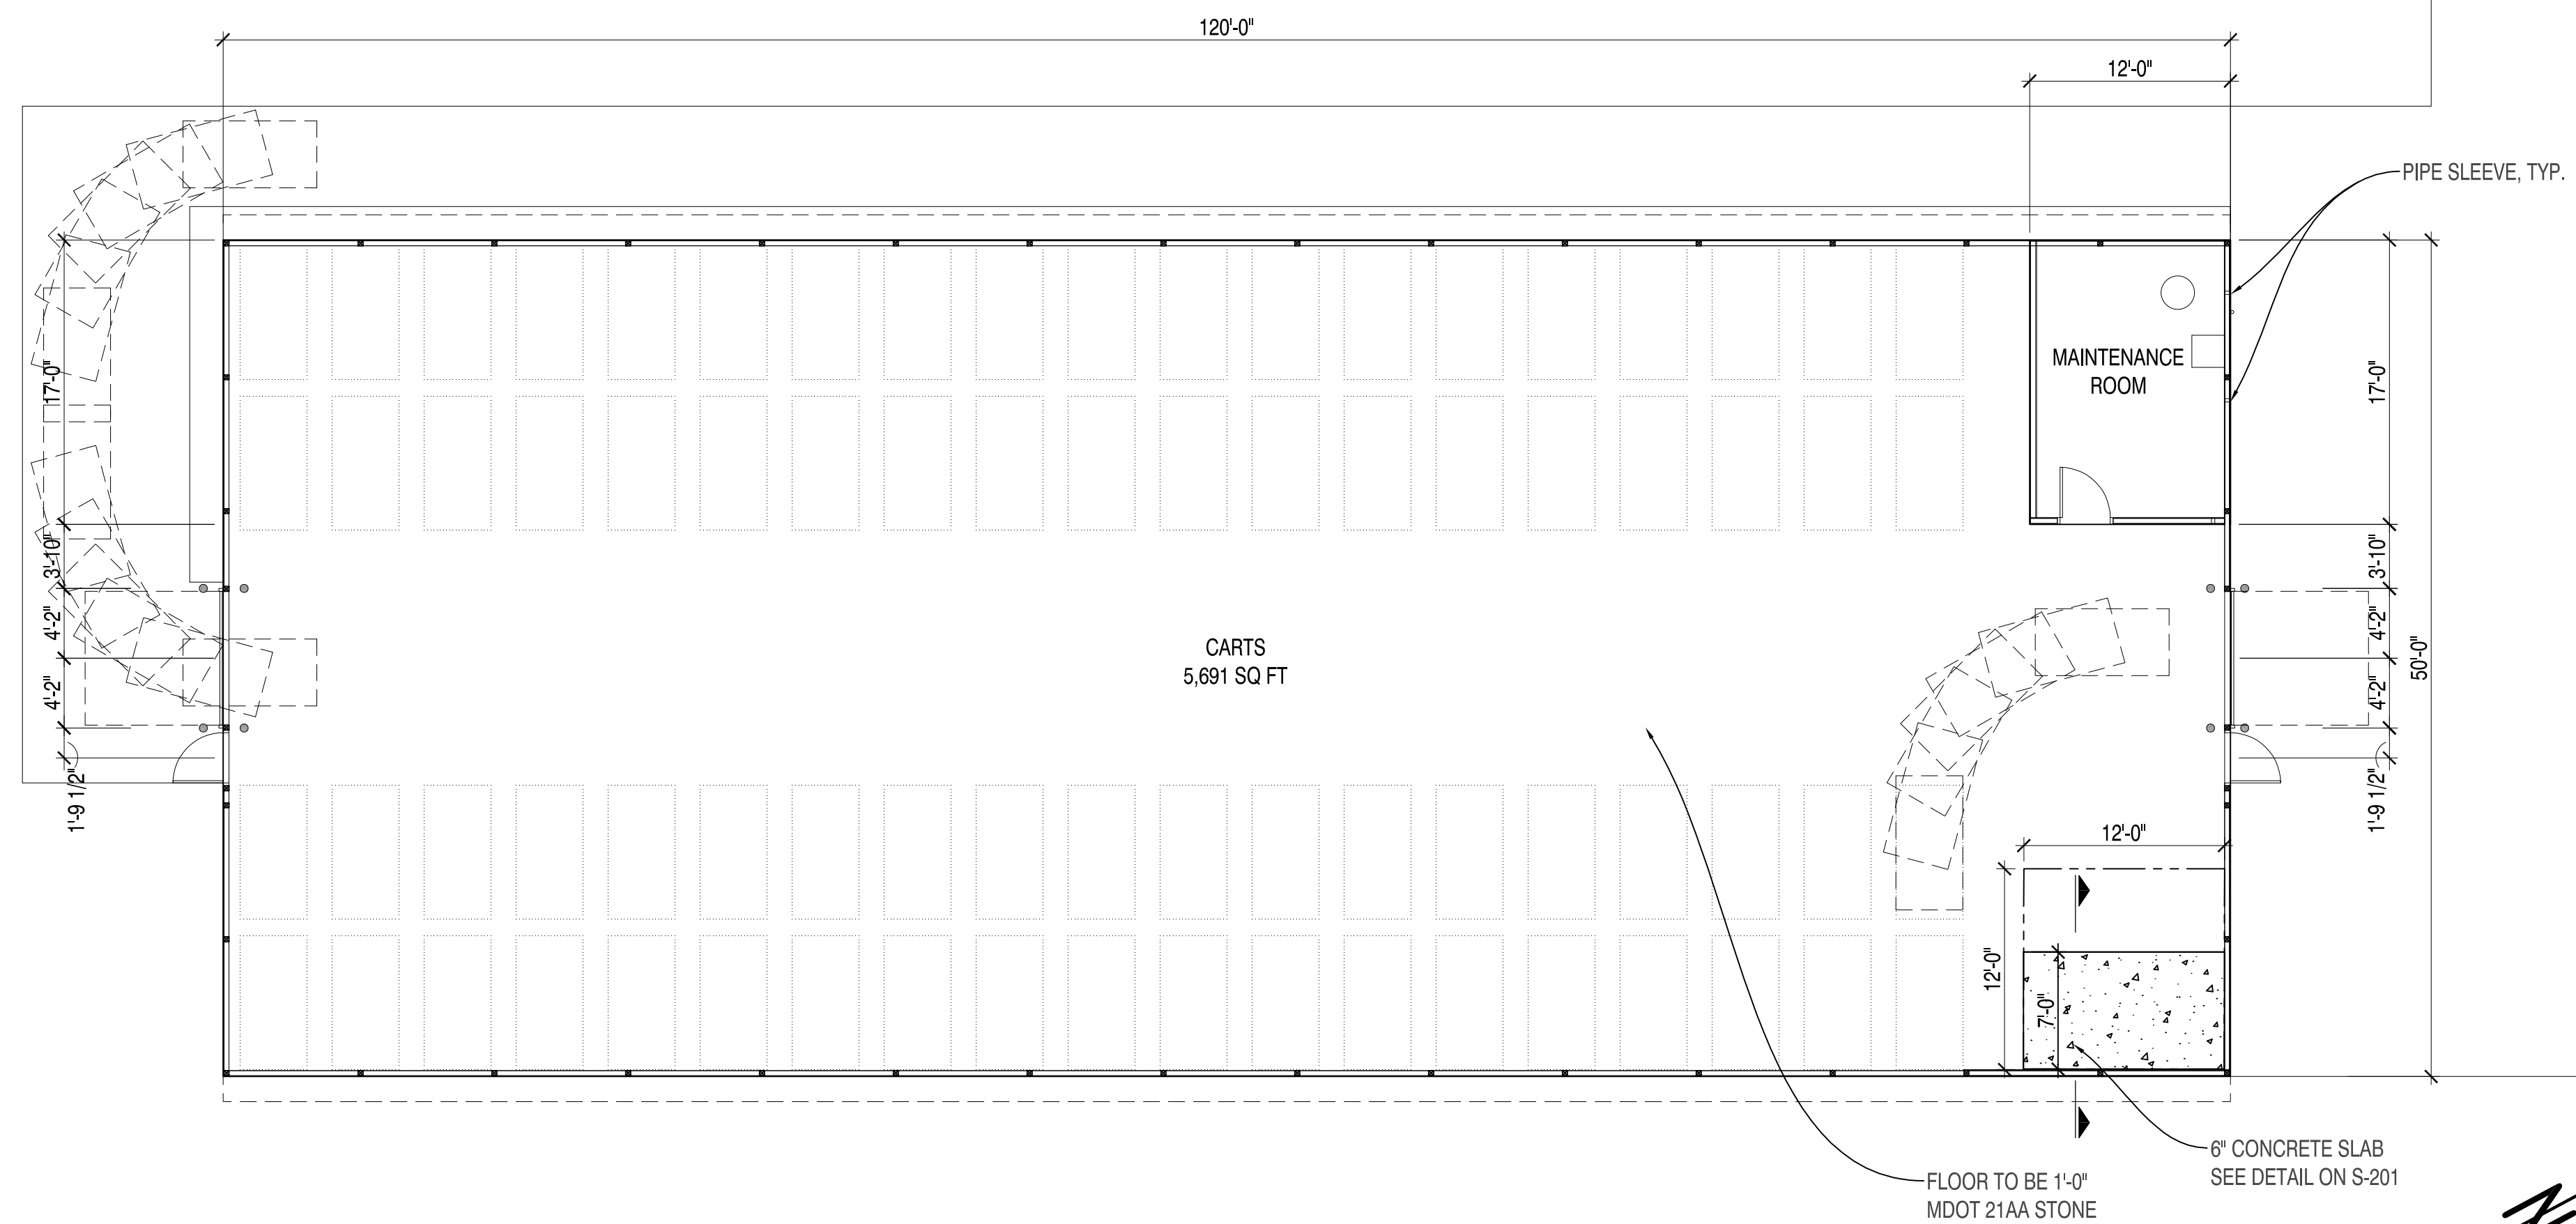 120'-0"
12'-0"
PIPE SLEEVE, TYP.
MAINTENANCE
ROOM
17'-0"
17'-0"
3'-10"
3'-10"
4'-2"
4'-2"
CARTS
5,691 SQ FT
50'-0"
4'-2"
4'-2"
1'-9 1/2"
1'-9 1/2"
12'-0"
12'-0"
7'-0"
6" CONCRETE SLAB
SEE DETAIL ON S-201
FLOOR TO BE 1'-0"
MDOT 21AA STONE